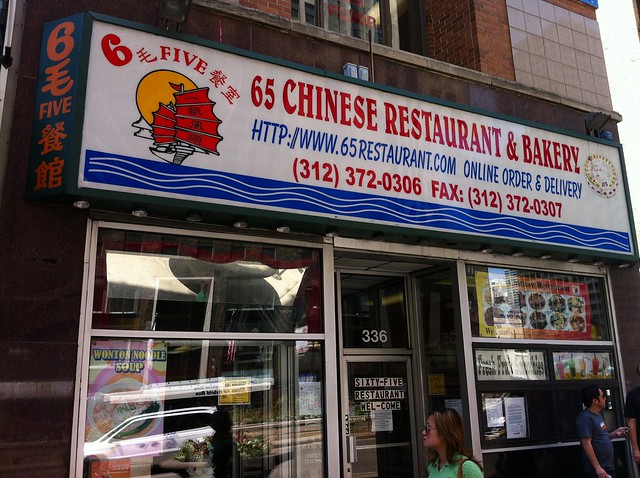 6
毛
FIVE
餐
館
6 毛 FIVE 餐室
65 CHINESE RESTAURANT & BAKERY
HTTP://WWW.65RESTAURANT.COM ONLINE ORDER & DELIVERY
(312) 372-0306 FAX: (312) 372-0307
336
WONTON NOODLE
SOUP
SIXTY-FIVE
RESTAURANT
WEL-COME